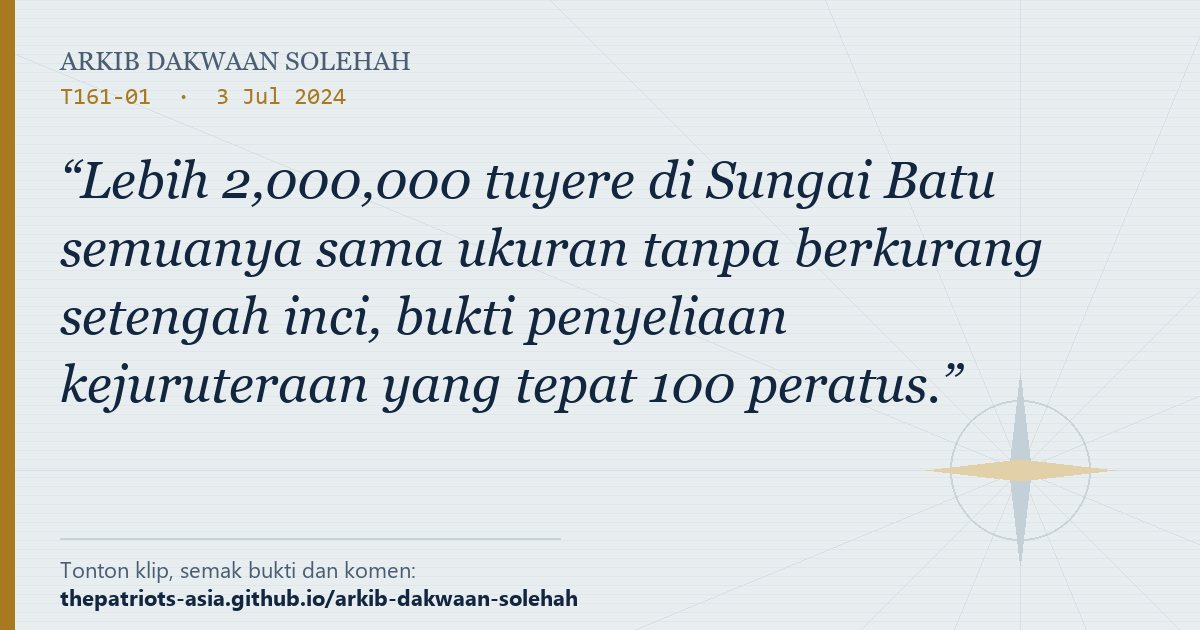 ARKIB DAKWAAN SOLEHAH
T161-01 · 3 Jul 2024
“Lebih 2,000,000 tuyere di Sungai Batu
semuanya sama ukuran tanpa berkurang
setengah inci, bukti penyeliaan
kejuruteraan yang tepat 100 peratus.”
Tonton klip, semak bukti dan komen:
thepatriots-asia.github.io/arkib-dakwaan-solehah